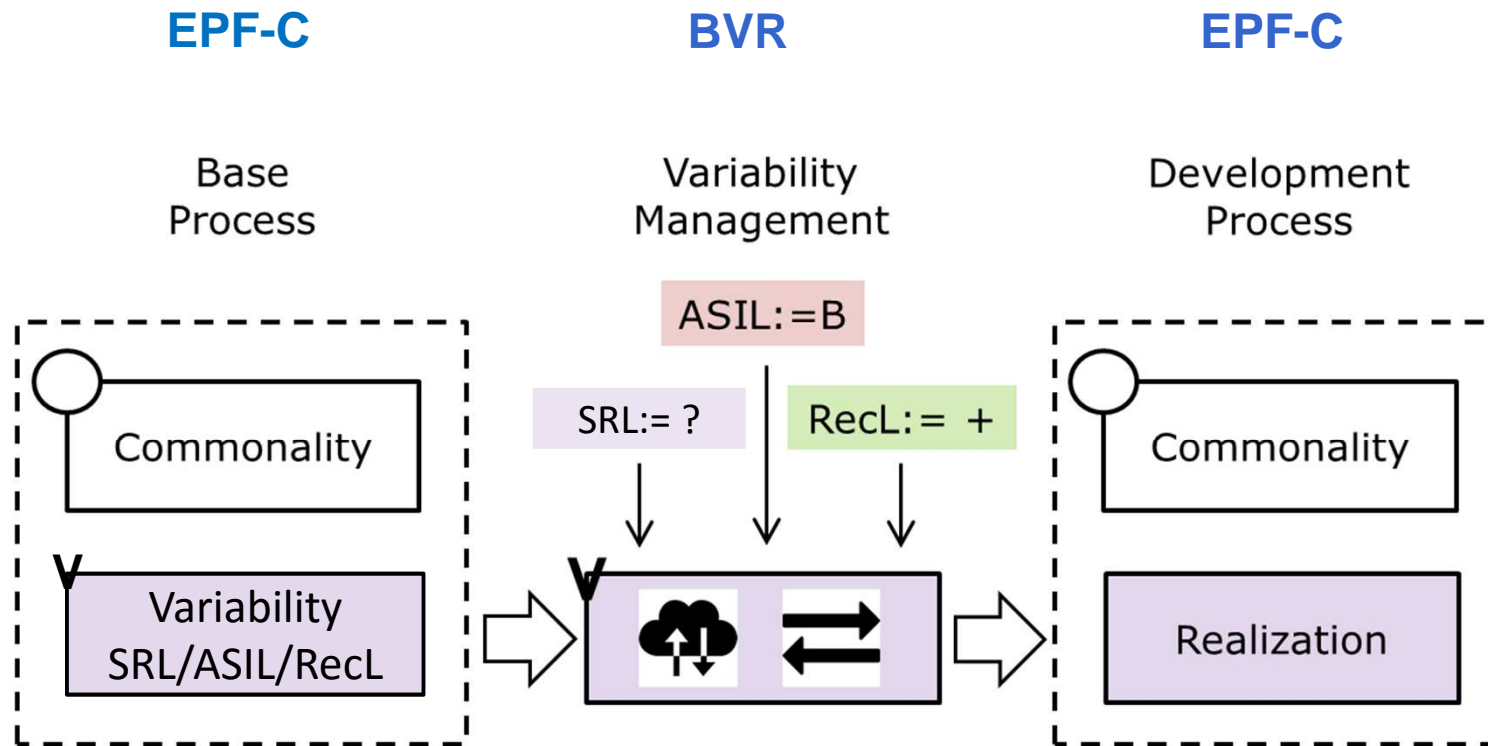 EPF-C
BVR
EPF-C
Base
Process
Variability
Management
Development
Process
ASIL:=B
SRL:= ?
RecL:= +
Commonality
Commonality
V
Variability
SRL/ASIL/RecL
V
Realization